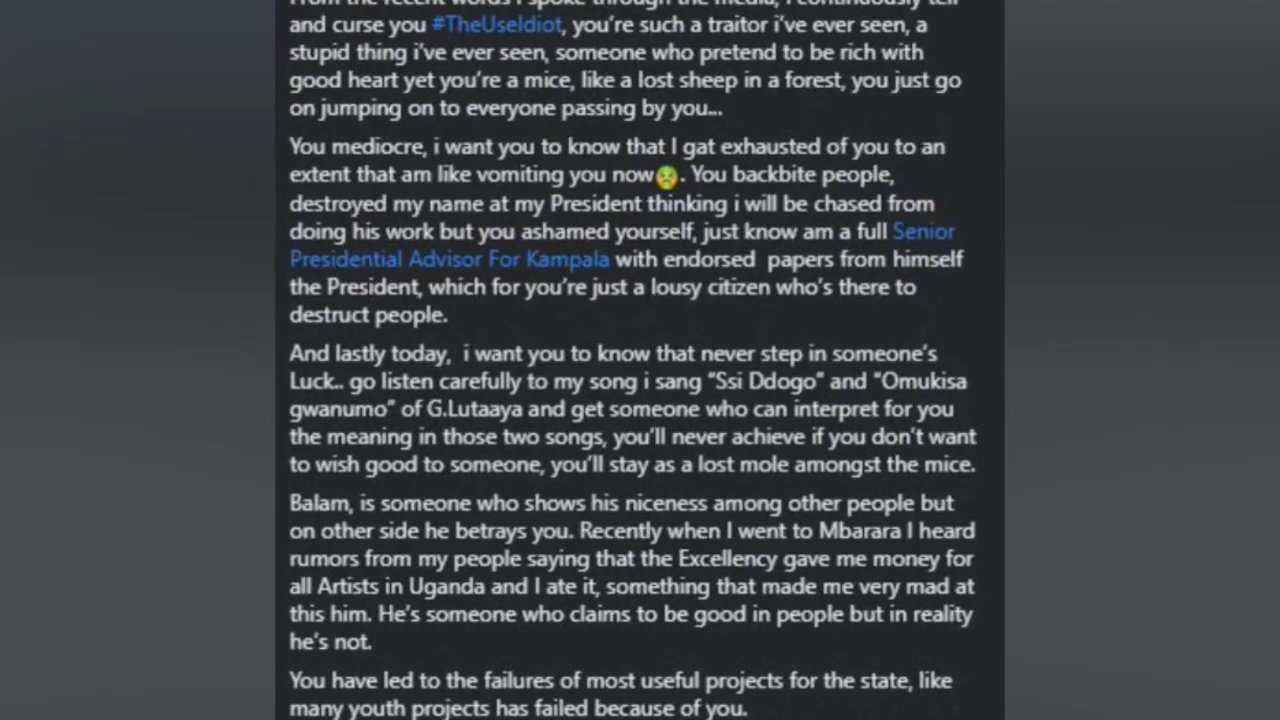 From the recent words I spoke through the media, I continuously tell
and curse you #TheUseIdiot, you're such a traitor i've ever seen, a
stupid thing i've ever seen, someone who pretend to be rich with
good heart yet you're a mice, like a lost sheep in a forest, you just go
on jumping on to everyone passing by you...
You mediocre, i want you to know that I gat exhausted of you to an
extent that am like vomiting you now🤢. You backbite people,
destroyed my name at my President thinking i will be chased from
doing his work but you ashamed yourself, just know am a full Senior
Presidential Advisor For Kampala with endorsed  papers from himself
the President, which for you're just a lousy citizen who's there to
destruct people.
And lastly today,  i want you to know that never step in someone's
Luck.. go listen carefully to my song i sang "Ssi Ddogo" and "Omukisa
gwanumo" of G.Lutaaya and get someone who can interpret for you
the meaning in those two songs, you'll never achieve if you don't want
to wish good to someone, you'll stay as a lost mole amongst the mice.
Balam, is someone who shows his niceness among other people but
on other side he betrays you. Recently when I went to Mbarara I heard
rumors from my people saying that the Excellency gave me money for
all Artists in Uganda and I ate it, something that made me very mad at
this him. He's someone who claims to be good in people but in reality
he's not.
You have led to the failures of most useful projects for the state, like
many youth projects has failed because of you.